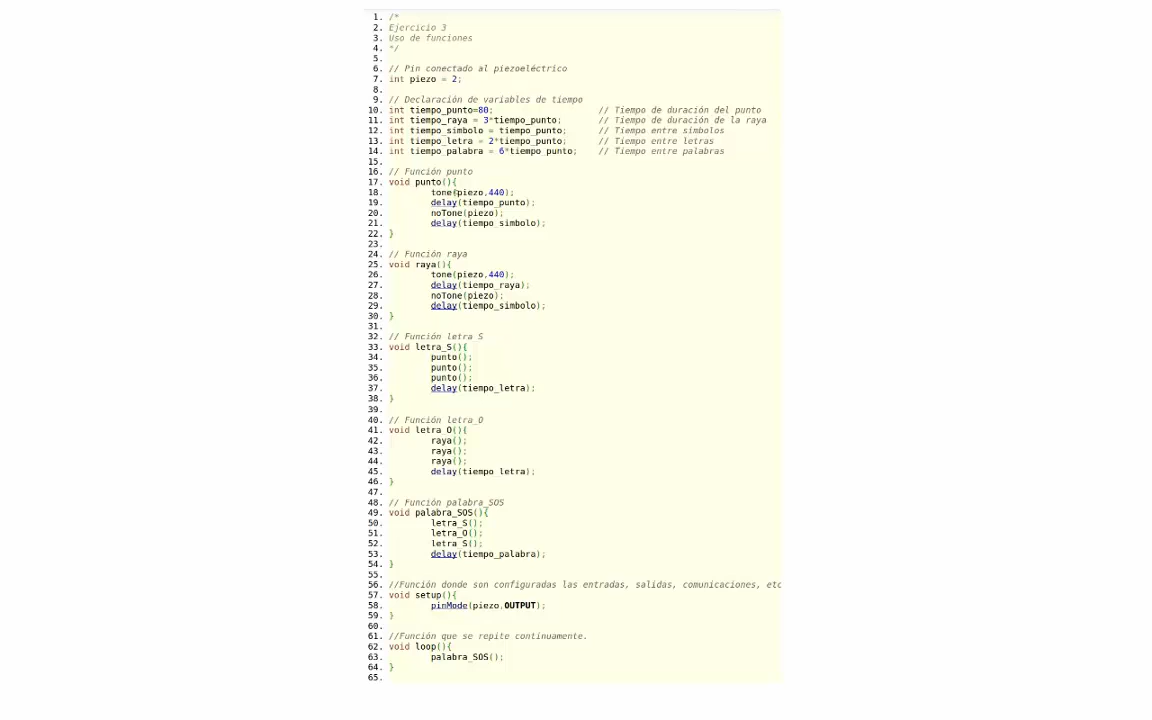 1. /*
2. Ejercicio 3
3. Uso de funciones
4. */
5.
6. // Pin conectado al piezoeléctrico
7. int piezo = 2;
8.
9. // Declaración de variables de tiempo
10. int tiempo_punto=80; // Tiempo de duración del punto
11. int tiempo_raya = 3*tiempo_punto; // Tiempo de duración de la raya
12. int tiempo_simbolo = tiempo_punto; // Tiempo entre símbolos
13. int tiempo_letra = 2*tiempo_punto; // Tiempo entre letras
14. int tiempo_palabra = 6*tiempo_punto; // Tiempo entre palabras
15.
16. // Función punto
17. void punto(){
18. tone(piezo,440);
19. delay(tiempo_punto);
20. noTone(piezo);
21. delay(tiempo_simbolo);
22. }
23.
24. // Función raya
25. void raya(){
26. tone(piezo,440);
27. delay(tiempo_raya);
28. noTone(piezo);
29. delay(tiempo_simbolo);
30. }
31.
32. // Función letra S
33. void letra_S(){
34. punto();
35. punto();
36. punto();
37. delay(tiempo_letra);
38. }
39.
40. // Función letra_O
41. void letra_O(){
42. raya();
43. raya();
44. raya();
45. delay(tiempo_letra);
46. }
47.
48. // Función palabra_SOS
49. void palabra_SOS(){
50. letra_S();
51. letra_O();
52. letra_S();
53. delay(tiempo_palabra);
54. }
55.
56. //Función donde son configuradas las entradas, salidas, comunicaciones, etc
57. void setup(){
58. pinMode(piezo,OUTPUT);
59. }
60.
61. //Función que se repite continuamente.
62. void loop(){
63. palabra_SOS();
64. }
65.